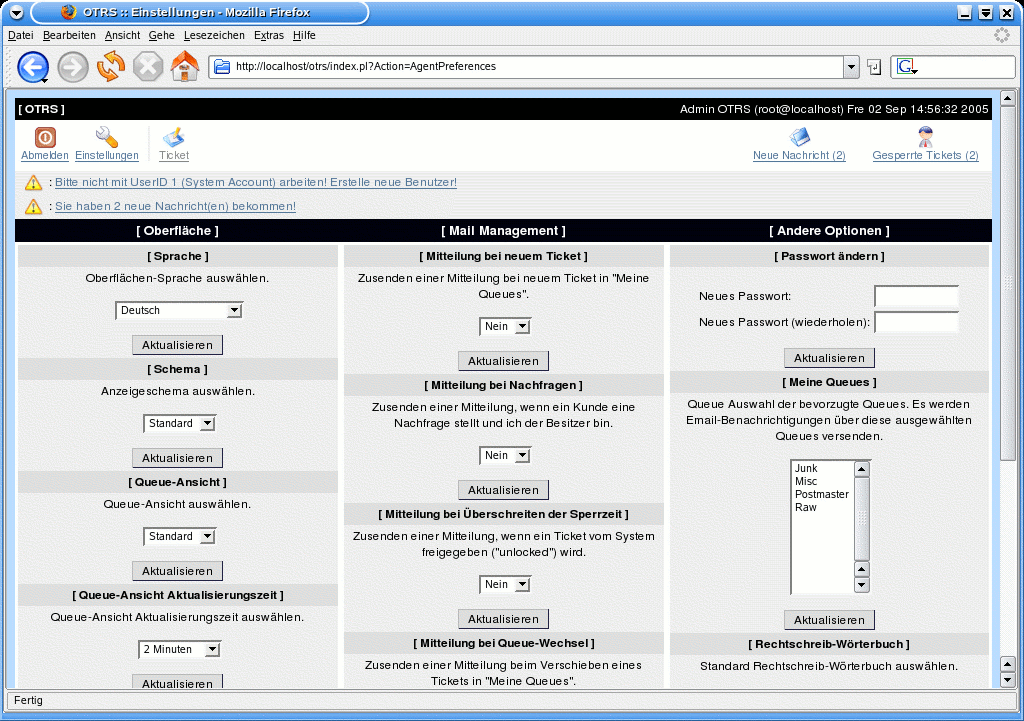 OTRS :: Einstellungen - Mozilla Firefox
Datei Bearbeiten Ansicht Gehe Lesezeichen Extras Hilfe
http://localhost/otrs/index.pl?Action=AgentPreferences
G
[ OTRS ] Admin OTRS (root@localhost) Fre 02 Sep 14:56:32 2005
Abmelden Einstellungen Ticket Neue Nachricht (2) Gesperrte Tickets (2)
: Bitte nicht mit UserID 1 (System Account) arbeiten! Erstelle neue Benutzer!
: Sie haben 2 neue Nachricht(en) bekommen!
[ Oberfläche ]
[ Sprache ]
Oberflächen-Sprache auswählen.
Deutsch
Aktualisieren
[ Schema ]
Anzeigeschema auswählen.
Standard
Aktualisieren
[ Queue-Ansicht ]
Queue-Ansicht auswählen.
Standard
Aktualisieren
[ Queue-Ansicht Aktualisierungszeit ]
Queue-Ansicht Aktualisierungszeit auswählen.
2 Minuten
Aktualisieren
[ Mail Management ]
[ Mitteilung bei neuem Ticket ]
Zusenden einer Mitteilung bei neuem Ticket in "Meine
Queues".
Nein
Aktualisieren
[ Mitteilung bei Nachfragen ]
Zusenden einer Mitteilung, wenn ein Kunde eine
Nachfrage stellt und ich der Besitzer bin.
Nein
Aktualisieren
[ Mitteilung bei Überschreiten der Sperrzeit ]
Zusenden einer Mitteilung, wenn ein Ticket vom System
freigegeben ("unlocked") wird.
Nein
Aktualisieren
[ Mitteilung bei Queue-Wechsel ]
Zusenden einer Mitteilung beim Verschieben eines
Tickets in "Meine Queues".
[ Andere Optionen ]
[ Passwort ändern ]
Neues Passwort:
Neues Passwort (wiederholen):
Aktualisieren
[ Meine Queues ]
Queue Auswahl der bevorzugte Queues. Es werden
Email-Benachrichtigungen über diese ausgewählten
Queues versenden.
Junk
Misc
Postmaster
Raw
Aktualisieren
[ Rechtschreib-Wörterbuch ]
Standard Rechtschreib-Wörterbuch auswählen.
Fertig